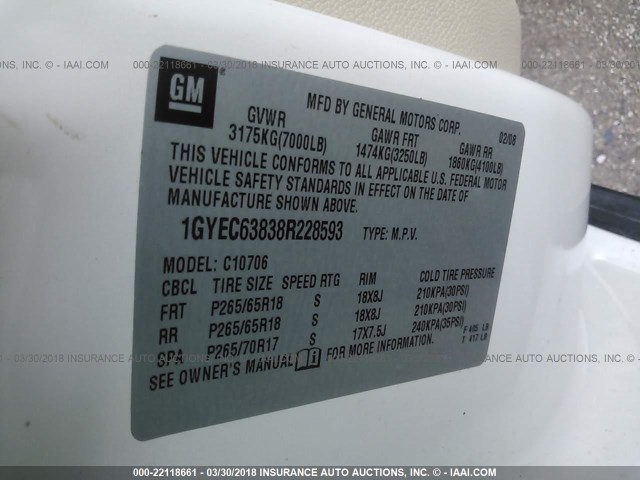 000-22118661 - 03/30/2018 INSURANCE AUTO AUCTIONS, INC. - IAAI.COM
GM
MFD BY GENERAL MOTORS CORP. 02/08
GVWR GAWR FRT GAWR RR
3175KG(7000LB) 1474KG(3250LB) 1860KG(4100LB)
THIS VEHICLE CONFORMS TO ALL APPLICABLE U.S. FEDERAL MOTOR
VEHICLE SAFETY STANDARDS IN EFFECT ON THE DATE OF
MANUFACTURE SHOWN ABOVE.
1GYEC63838R228593 TYPE: M.P.V.
MODEL: C10706
CBCL TIRE SIZE SPEED RTG RIM COLD TIRE PRESSURE
FRT P265/65R18 S 18X8J 210KPA(30PSI)
RR P265/65R18 S 18X8J 210KPA(30PSI)
SPA P265/70R17 S 17X7.5J 240KPA(35PSI)
SEE OWNER'S MANUAL FOR MORE INFORMATION.
F 405 LB
T 417 LB
000-22118661 - 03/30/2018 INSURANCE AUTO AUCTIONS, INC. - IAAI.COM